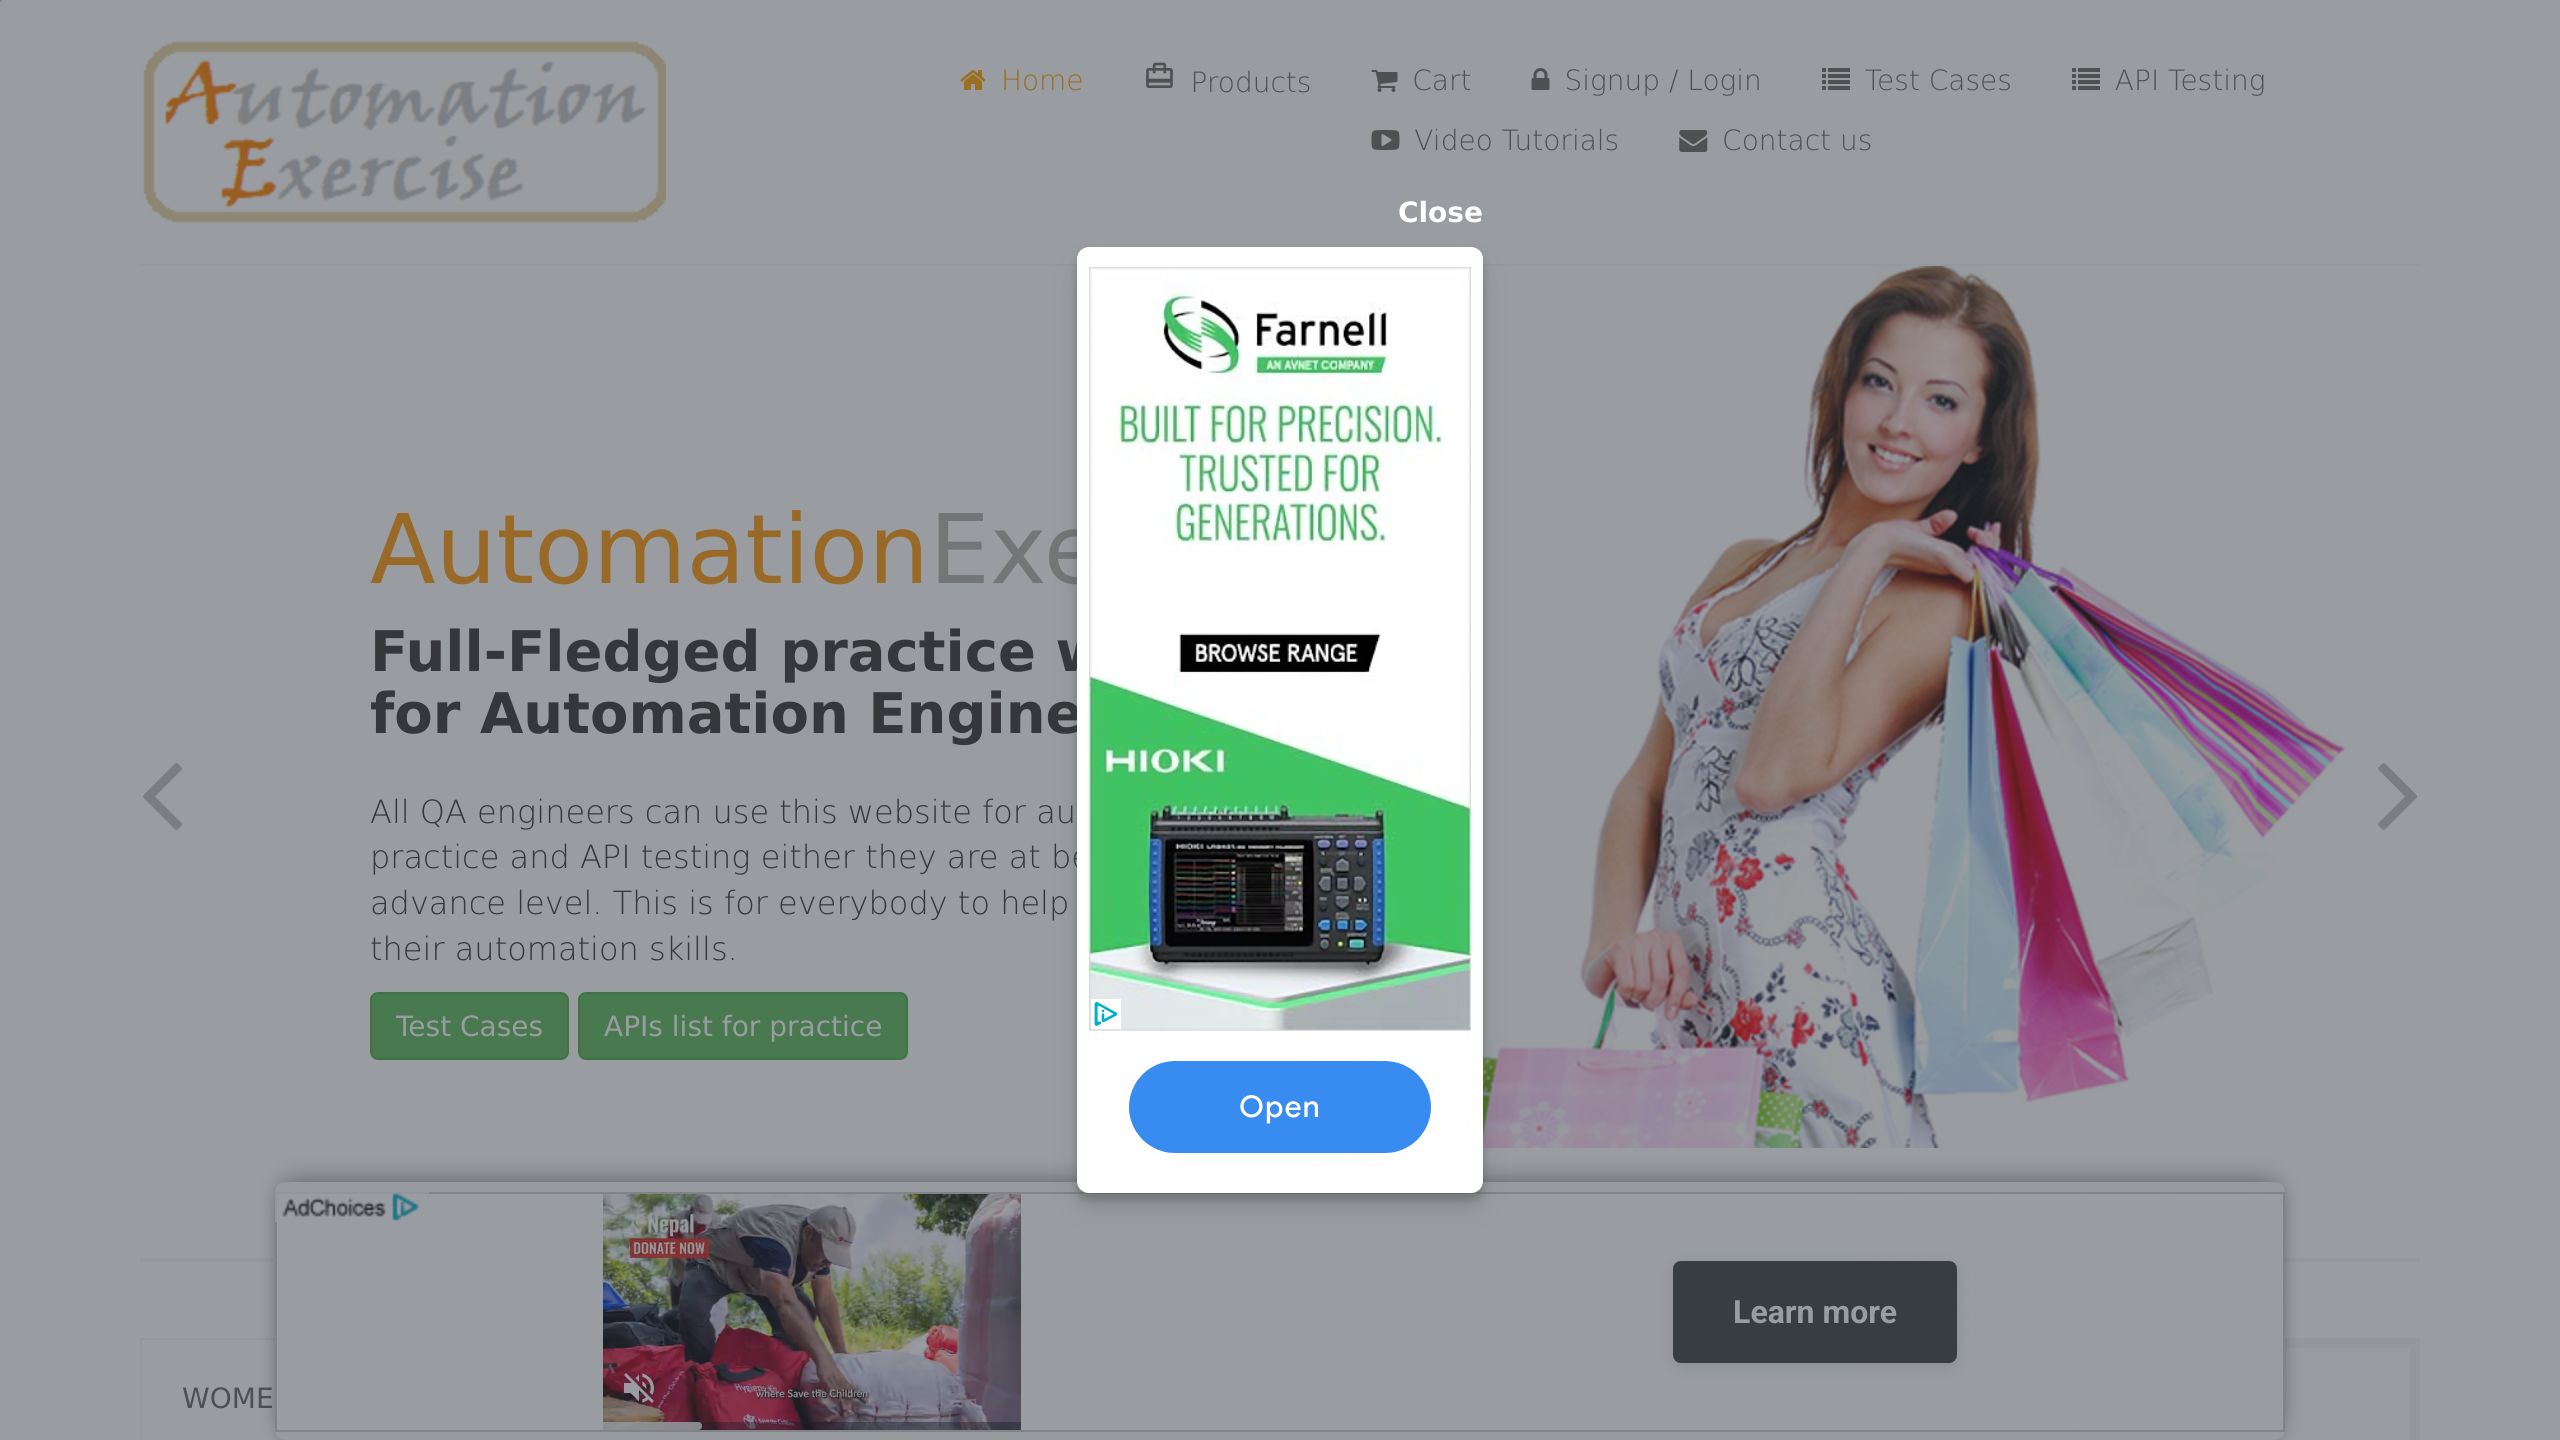 Automation
Exercise
Home
Products
Cart
Signup / Login
Test Cases
API Testing
Video Tutorials
Contact us
Close
Farnell
AN AVNET COMPANY
BUILT FOR PRECISION.
TRUSTED FOR
GENERATIONS.
BROWSE RANGE
HIOKI
Open
AutomationExe
Full-Fledged practice w
for Automation Engine
All QA engineers can use this website for au
practice and API testing either they are at be
advance level. This is for everybody to help
their automation skills.
Test Cases
APIs list for practice
AdChoices
Nepal
DONATE NOW
where Save the Children
Learn more
WOME